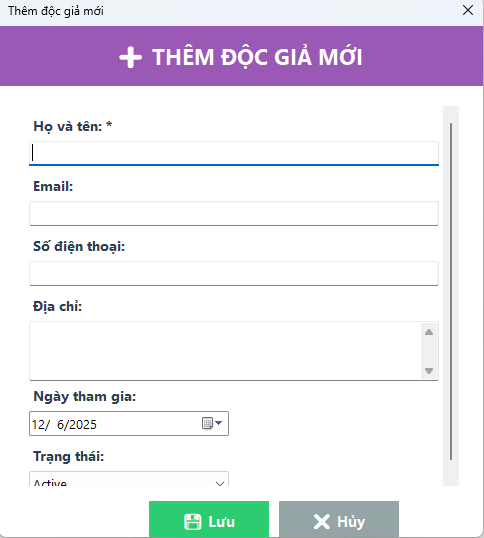 Thêm độc giả mới
THÊM ĐỘC GIẢ MỚI
Họ và tên: *
Email:
Số điện thoại:
Địa chỉ:
Ngày tham gia:
12/ 6/2025
Trạng thái:
Active
Lưu
Hủy